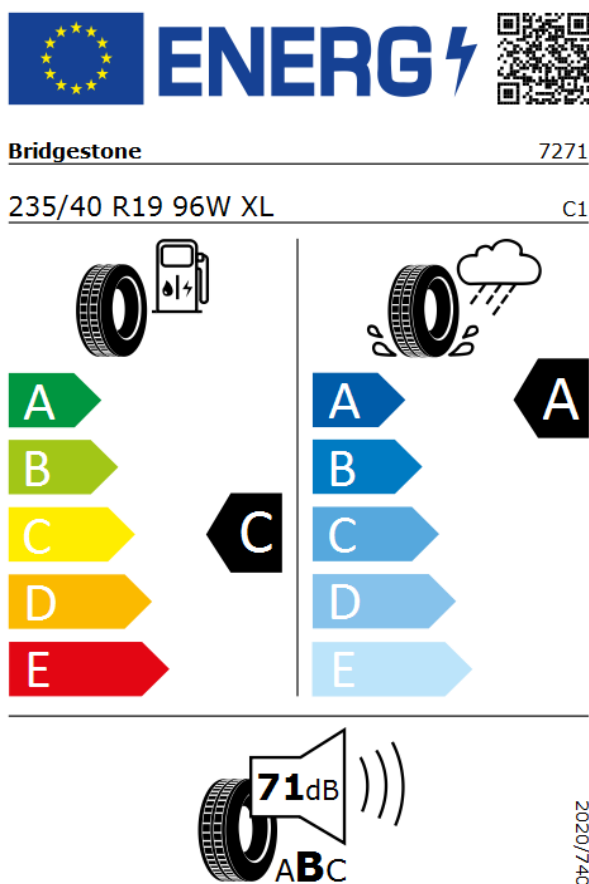 ENERG
Bridgestone 7271
235/40 R19 96W XL C1
A A A
B B
C C C
D D
E E
71dB
ABC
2020/740